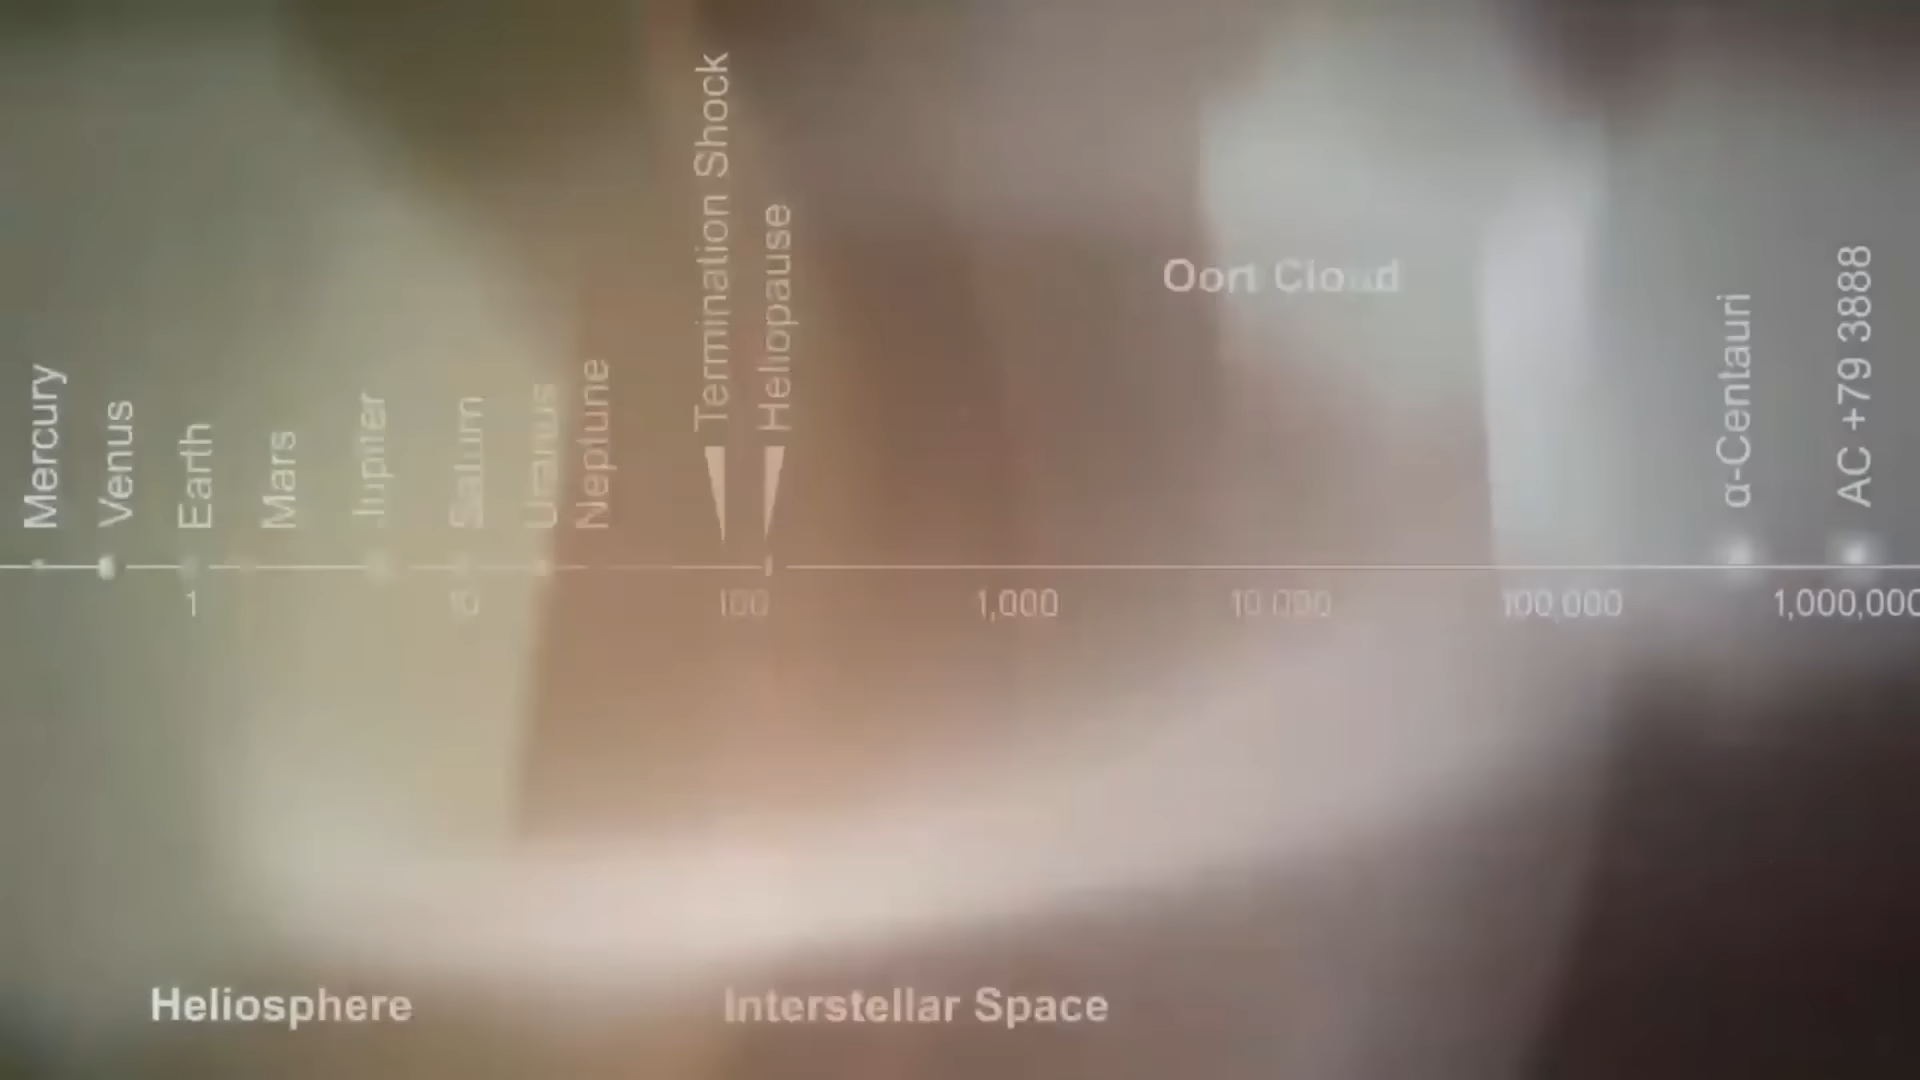 Termination Shock
Heliopause
Oort Cloud
Mercury
Venus
Earth
Mars
Jupiter
Saturn
Uranus
Neptune
α-Centauri
AC +79 3888
1
100
1,000
10,000
100,000
1,000,000
Heliosphere
Interstellar Space